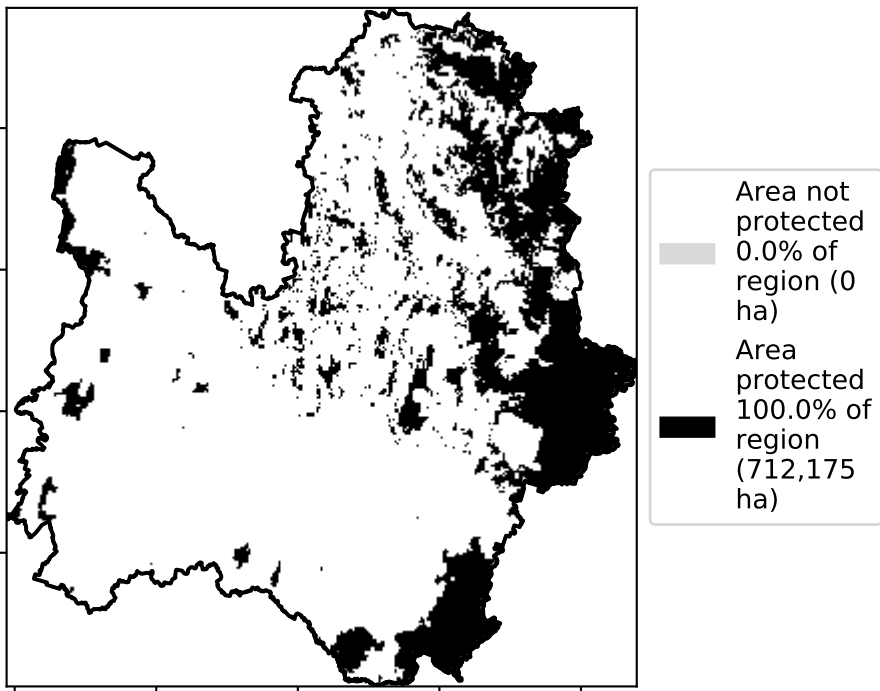 Area not
protected
0.0% of
region (0
ha)
Area
protected
100.0% of
region
(712,175
ha)